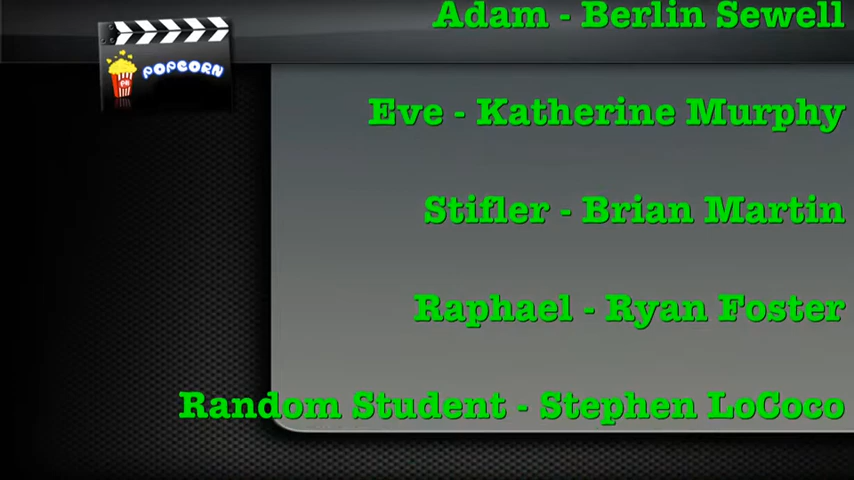 Adam - Berlin Sewell
POPCORN
Eve - Katherine Murphy
Stifler - Brian Martin
Raphael - Ryan Foster
Random Student - Stephen LoCoco